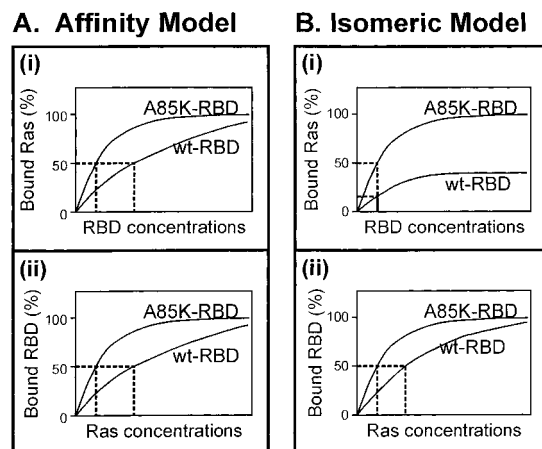 A. Affinity Model
(i)
Bound Ras (%)
100
50
0
A85K-RBD
wt-RBD
RBD concentrations
(ii)
Bound RBD (%)
100
50
0
A85K-RBD
wt-RBD
Ras concentrations
B. Isomeric Model
(i)
Bound Ras (%)
100
50
0
A85K-RBD
wt-RBD
RBD concentrations
(ii)
Bound RBD (%)
100
50
0
A85K-RBD
wt-RBD
Ras concentrations